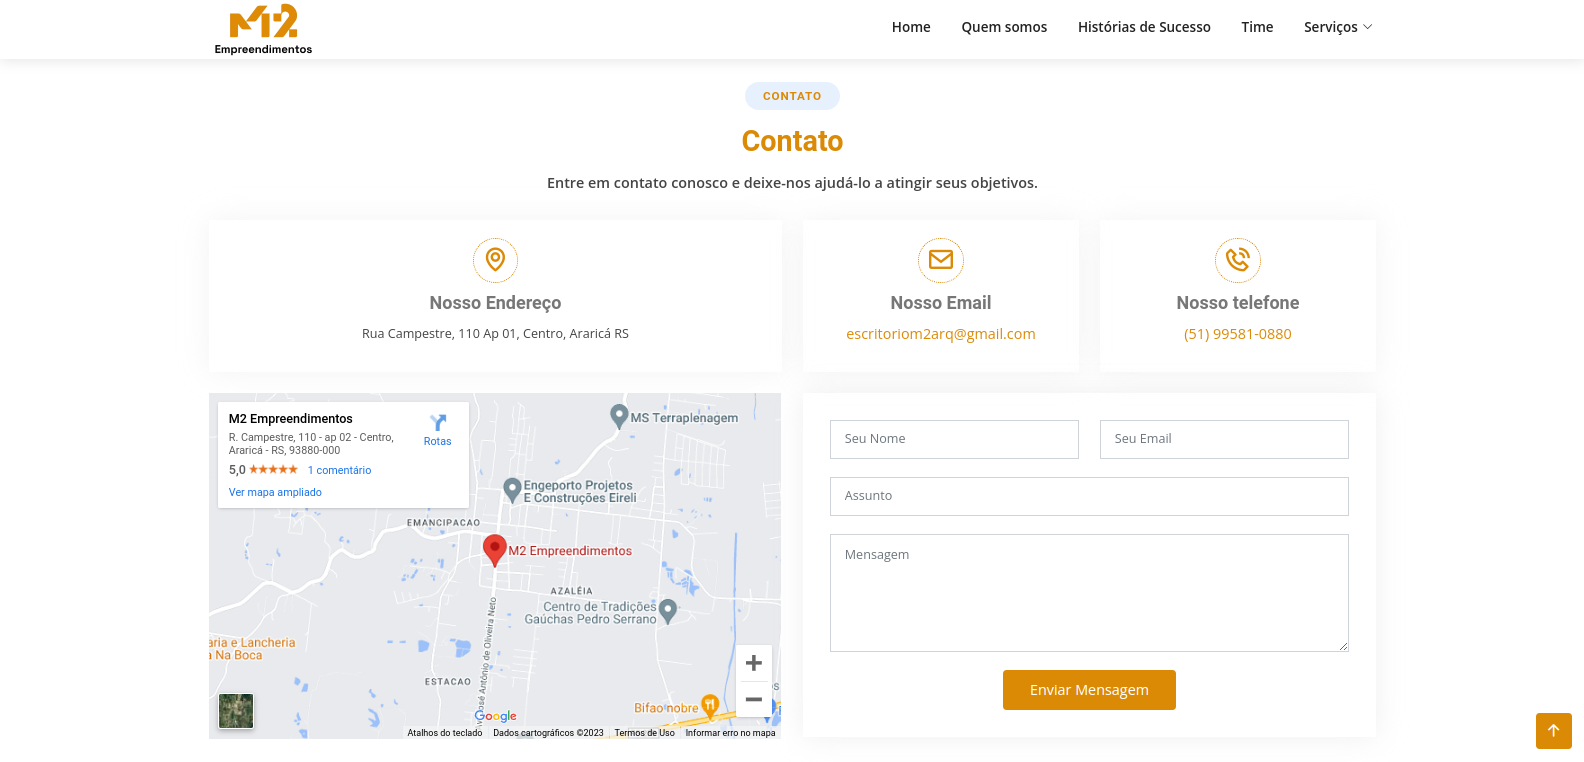 M2
Empreendimentos
Home
Quem somos
Histórias de Sucesso
Time
Serviços
CONTATO
Contato
Entre em contato conosco e deixe-nos ajudá-lo a atingir seus objetivos.
Nosso Endereço
Rua Campestre, 110 Ap 01, Centro, Araricá RS
Nosso Email
escritoriom2arq@gmail.com
Nosso telefone
(51) 99581-0880
M2 Empreendimentos
R. Campestre, 110 - ap 02 - Centro,
Araricá - RS, 93880-000
5,0
1 comentário
Ver mapa ampliado
Rotas
MS Terraplenagem
Engeporto Projetos
E Construções Eireli
EMANCIPACAO
M2 Empreendimentos
AZALÉIA
Centro de Tradições
Gaúchas Pedro Serrano
José Antônio de Oliveira Neto
aria e Lancheria
Na Boca
ESTACAO
Bifao nobre
Google
Atalhos do teclado
Dados cartográficos ©2023
Termos de Uso
Informar erro no mapa
Seu Nome
Seu Email
Assunto
Mensagem
Enviar Mensagem